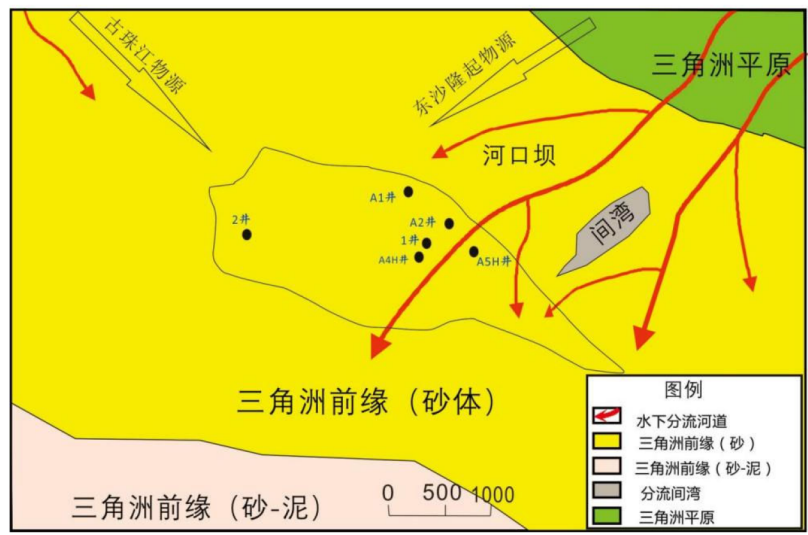 古珠江物源
东沙隆起物源
三角洲平原
河口坝
间湾
A1井
2井
A2井
1井
A4H井
A5H井
三角洲前缘（砂体）
三角洲前缘（砂-泥）
0 500 1000
图例
水下分流河道
三角洲前缘（砂）
三角洲前缘（砂-泥）
分流间湾
三角洲平原